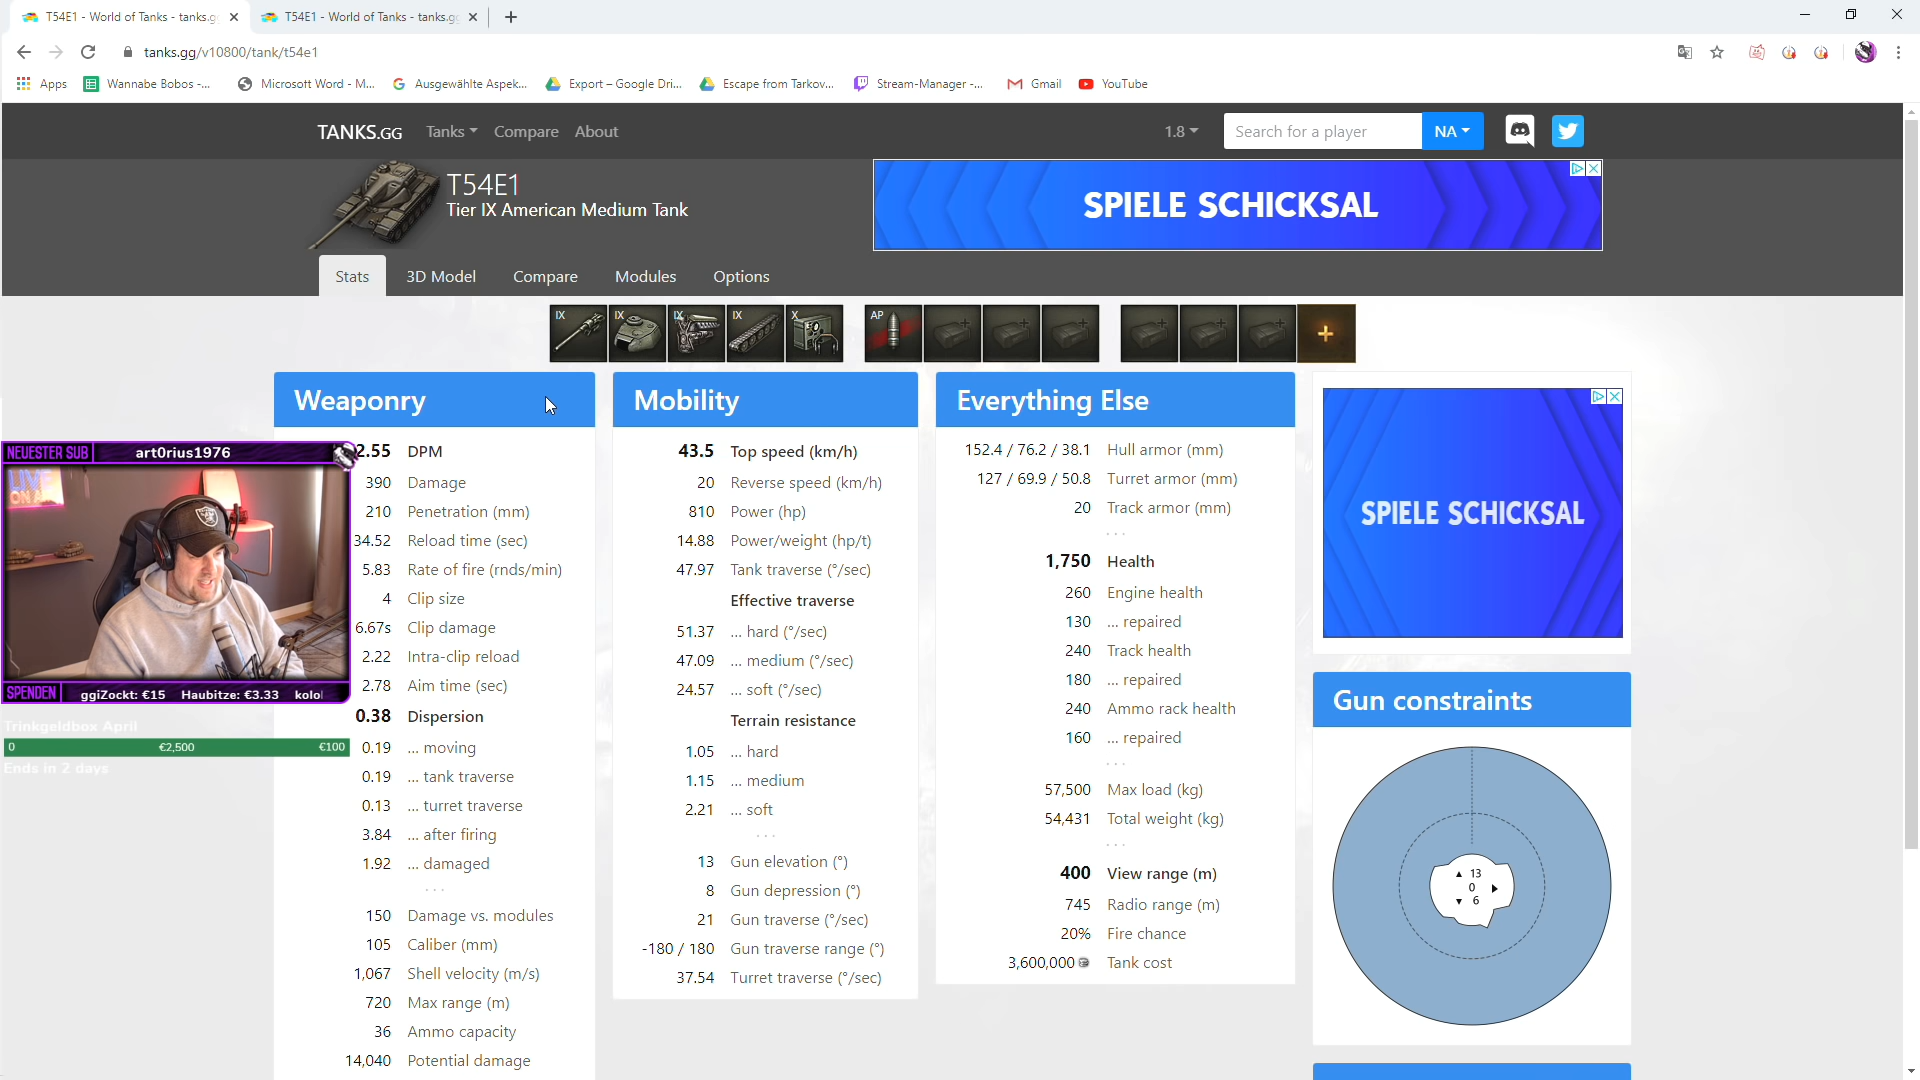 T54E1 - World of Tanks - tanks.g
T54E1 - World of Tanks - tanks.g
tanks.gg/v10800/tank/t54e1
Apps
Wannabe Bobos -...
Microsoft Word - M...
Ausgewählte Aspek...
Export – Google Dri...
Escape from Tarkov...
Stream-Manager -...
Gmail
YouTube
TANKS.GG
Tanks
Compare
About
1.8
Search for a player
NA
T54E1
Tier IX American Medium Tank
SPIELE SCHICKSAL
Stats
3D Model
Compare
Modules
Options
IX
IX
IX
IX
X
AP
Weaponry
2.55 DPM
390 Damage
210 Penetration (mm)
34.52 Reload time (sec)
5.83 Rate of fire (rnds/min)
4 Clip size
6.67s Clip damage
2.22 Intra-clip reload
2.78 Aim time (sec)
0.38 Dispersion
0.19 ... moving
0.19 ... tank traverse
0.13 ... turret traverse
3.84 ... after firing
1.92 ... damaged
...
150 Damage vs. modules
105 Caliber (mm)
1,067 Shell velocity (m/s)
720 Max range (m)
36 Ammo capacity
14,040 Potential damage
Mobility
43.5 Top speed (km/h)
20 Reverse speed (km/h)
810 Power (hp)
14.88 Power/weight (hp/t)
47.97 Tank traverse (°/sec)
Effective traverse
51.37 ... hard (°/sec)
47.09 ... medium (°/sec)
24.57 ... soft (°/sec)
Terrain resistance
1.05 ... hard
1.15 ... medium
2.21 ... soft
...
13 Gun elevation (°)
8 Gun depression (°)
21 Gun traverse (°/sec)
-180 / 180 Gun traverse range (°)
37.54 Turret traverse (°/sec)
Everything Else
152.4 / 76.2 / 38.1 Hull armor (mm)
127 / 69.9 / 50.8 Turret armor (mm)
20 Track armor (mm)
...
1,750 Health
260 Engine health
130 ... repaired
240 Track health
180 ... repaired
240 Ammo rack health
160 ... repaired
...
57,500 Max load (kg)
54,431 Total weight (kg)
...
400 View range (m)
745 Radio range (m)
20% Fire chance
3,600,000 Tank cost
SPIELE SCHICKSAL
Gun constraints
13
0
6
NEUESTER SUB art0rius1976
LIVE
ON A
SPENDEN ggiZockt: €15 Haubitze: €3.33 kolo
Trinkgeldbox April
0 €2,500 €100
Ends in 2 days